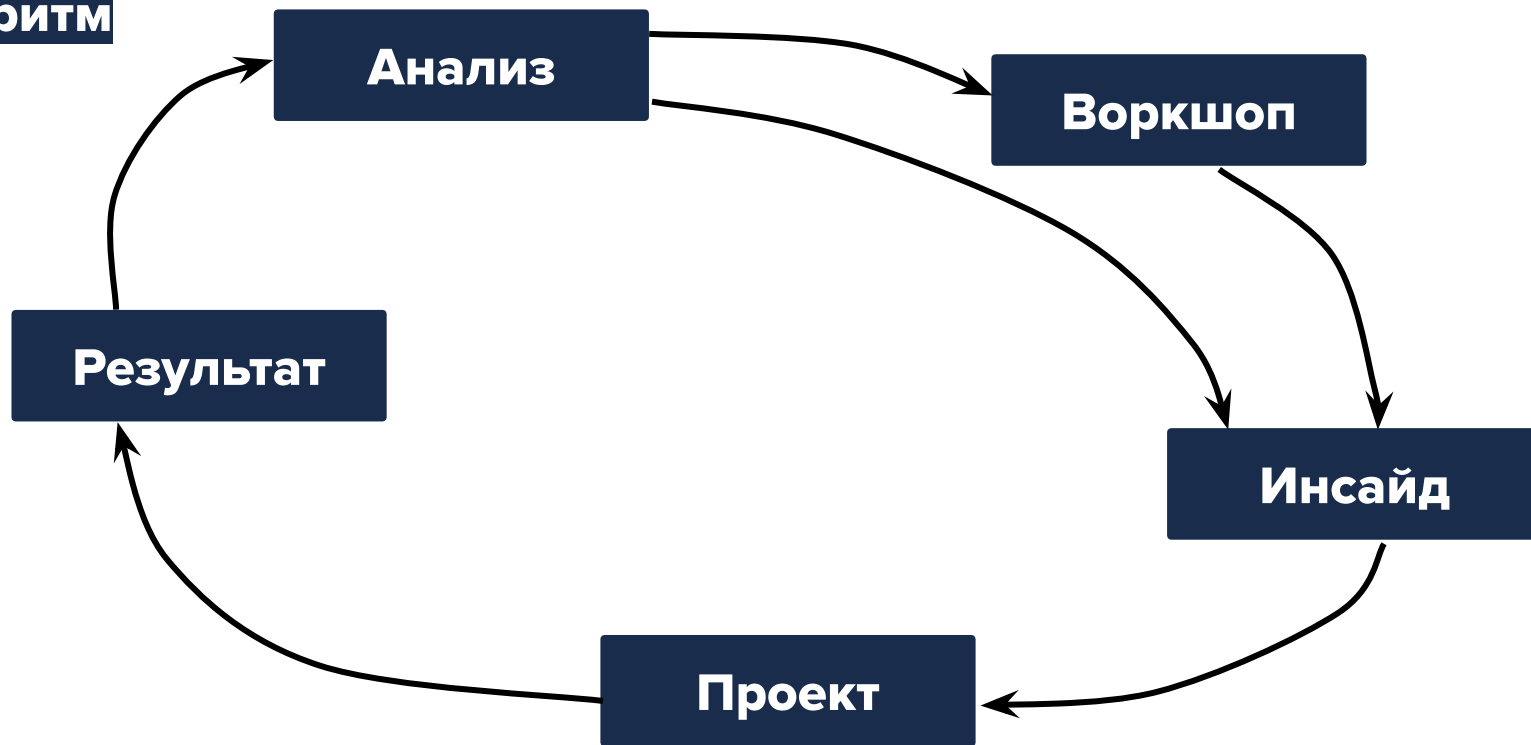 ритм
Анализ
Воркшоп
Результат
Инсайд
Проект